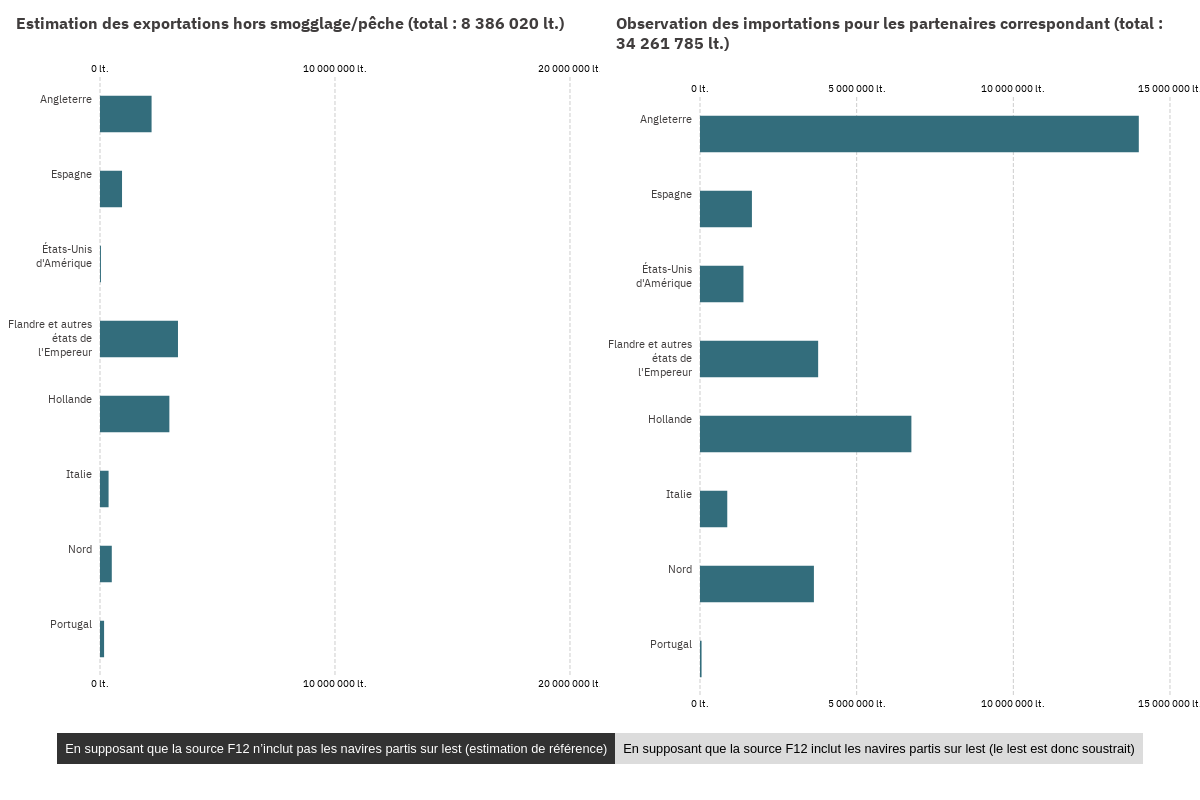 Estimation des exportations hors smogglage/pêche (total : 8 386 020 lt.)
0 lt.
10 000 000 lt.
20 000 000 lt
Angleterre
Espagne
États-Unis
d'Amérique
Flandre et autres
états de
l'Empereur
Hollande
Italie
Nord
Portugal
0 lt.
10 000 000 lt.
20 000 000 lt
Observation des importations pour les partenaires correspondant (total :
34 261 785 lt.)
0 lt.
5 000 000 lt.
10 000 000 lt.
15 000 000 lt
Angleterre
Espagne
États-Unis
d'Amérique
Flandre et autres
états de
l'Empereur
Hollande
Italie
Nord
Portugal
0 lt.
5 000 000 lt.
10 000 000 lt.
15 000 000 lt
En supposant que la source F12 n’inclut pas les navires partis sur lest (estimation de référence)
En supposant que la source F12 inclut les navires partis sur lest (le lest est donc soustrait)